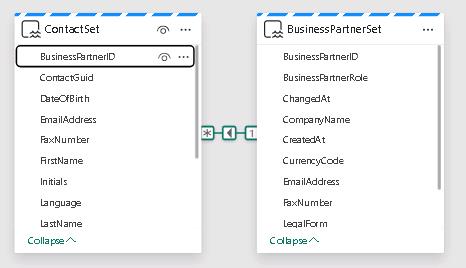 ContactSet
BusinessPartnerID
ContactGuid
DateOfBirth
EmailAddress
FaxNumber
FirstName
Initials
Language
LastName
Collapse
* 1
BusinessPartnerSet
BusinessPartnerID
BusinessPartnerRole
ChangedAt
CompanyName
CreatedAt
CurrencyCode
EmailAddress
FaxNumber
LegalForm
Collapse